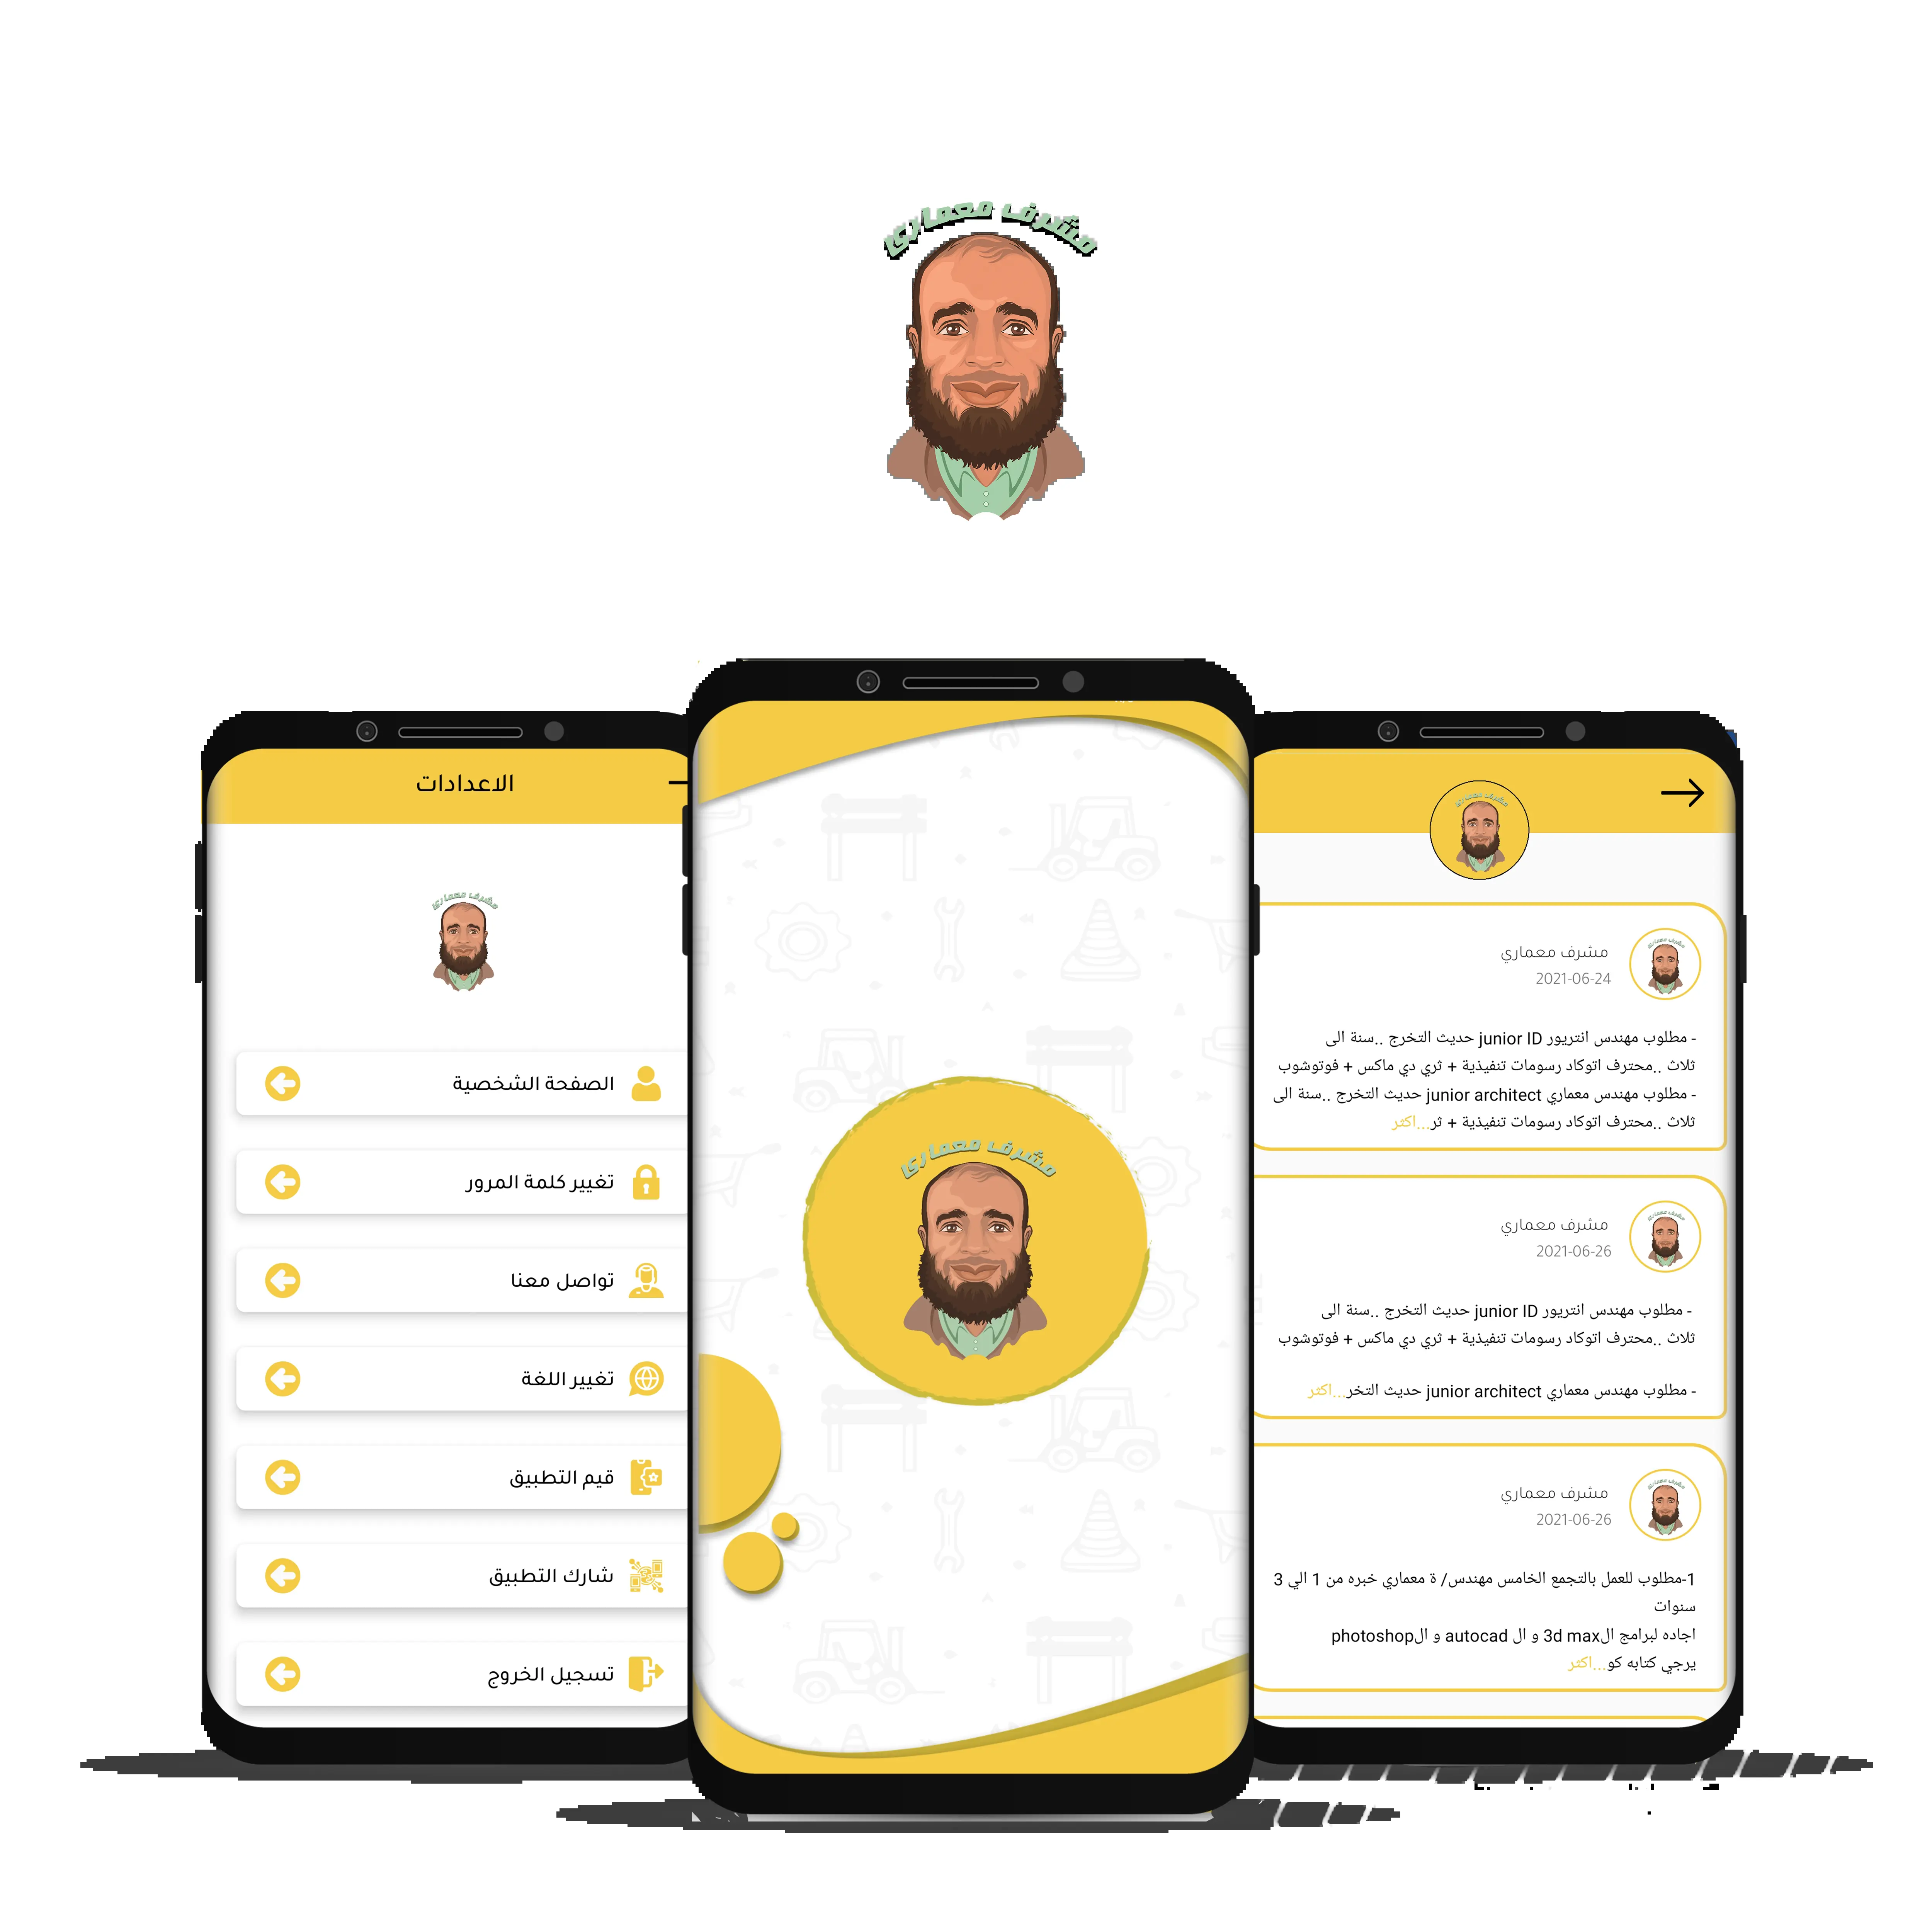 مشرف معماري
الاعدادات
مشرف معماري
الصفحة الشخصية
تغيير كلمة المرور
تواصل معنا
تغيير اللغة
قيم التطبيق
شارك التطبيق
تسجيل الخروج
مشرف معماري
مشرف معماري
مشرف معماري
2021-06-24
- مطلوب مهندس انتريور junior ID حديث التخرج ..سنة الى
ثلاث ..محترف اتوكاد رسومات تنفيذية + ثري دي ماكس + فوتوشوب
- مطلوب مهندس معماري junior architect حديث التخرج ..سنة الى
ثلاث ..محترف اتوكاد رسومات تنفيذية + ثر...اكثر
مشرف معماري
2021-06-26
- مطلوب مهندس انتريور junior ID حديث التخرج ..سنة الى
ثلاث ..محترف اتوكاد رسومات تنفيذية + ثري دي ماكس + فوتوشوب
- مطلوب مهندس معماري junior architect حديث التخر...اكثر
مشرف معماري
2021-06-26
1-مطلوب للعمل بالتجمع الخامس مهندس/ ة معماري خبره من 1 الي 3
سنوات
اجاده لبرامج ال3d max و ال autocad و الphotoshop
يرجي كتابه كو...اكثر